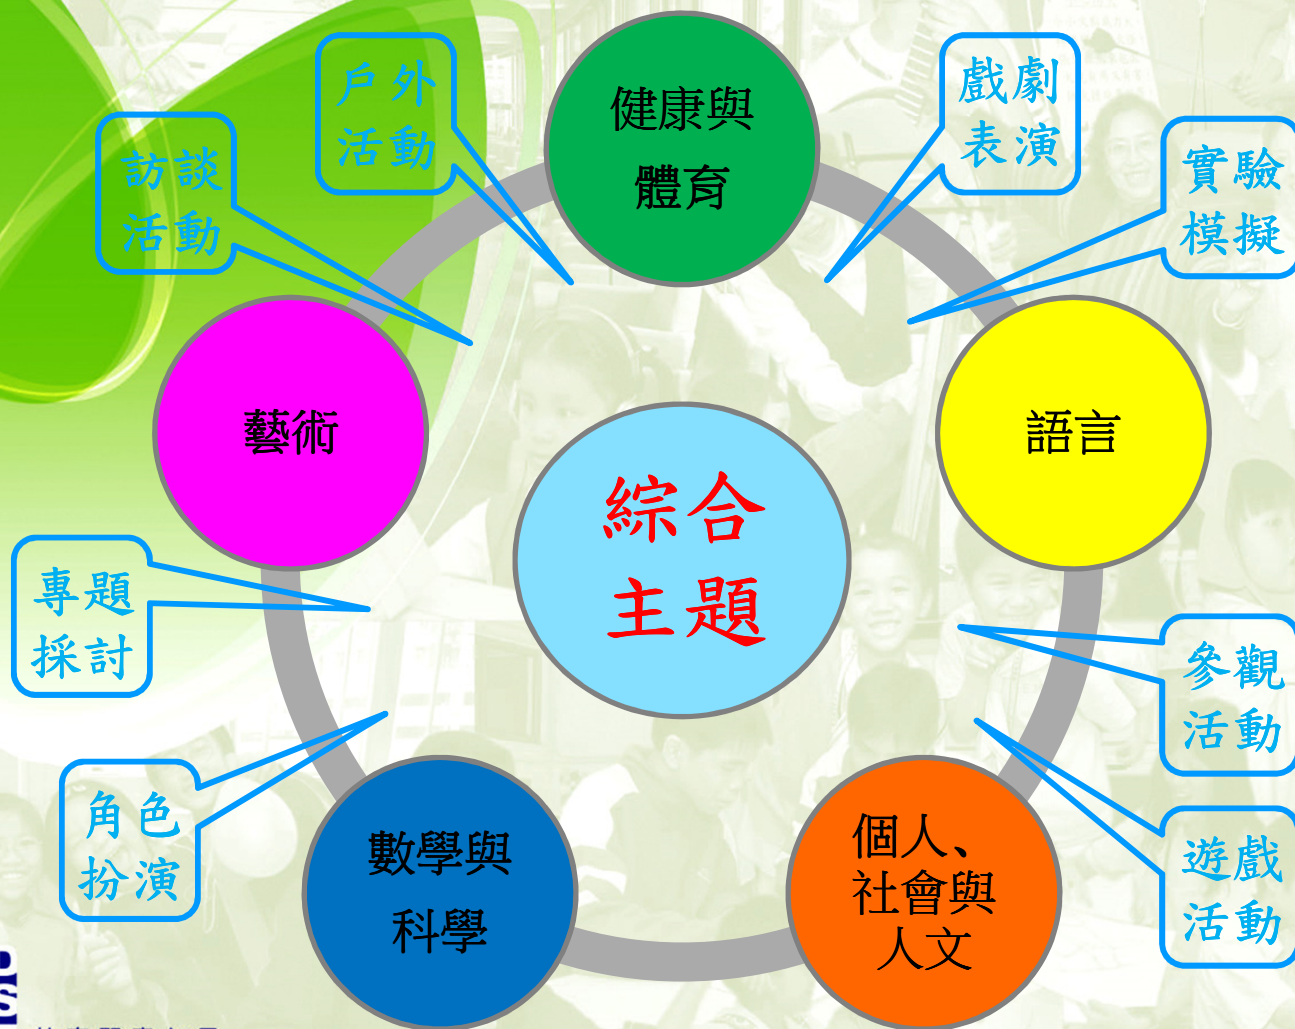 戶外
活動
健康與
體育
戲劇
表演
訪談
活動
實驗
模擬
藝術
語言
綜合
主題
專題
採討
參觀
活動
角色
扮演
數學與
科學
個人、
社會與
人文
遊戲
活動